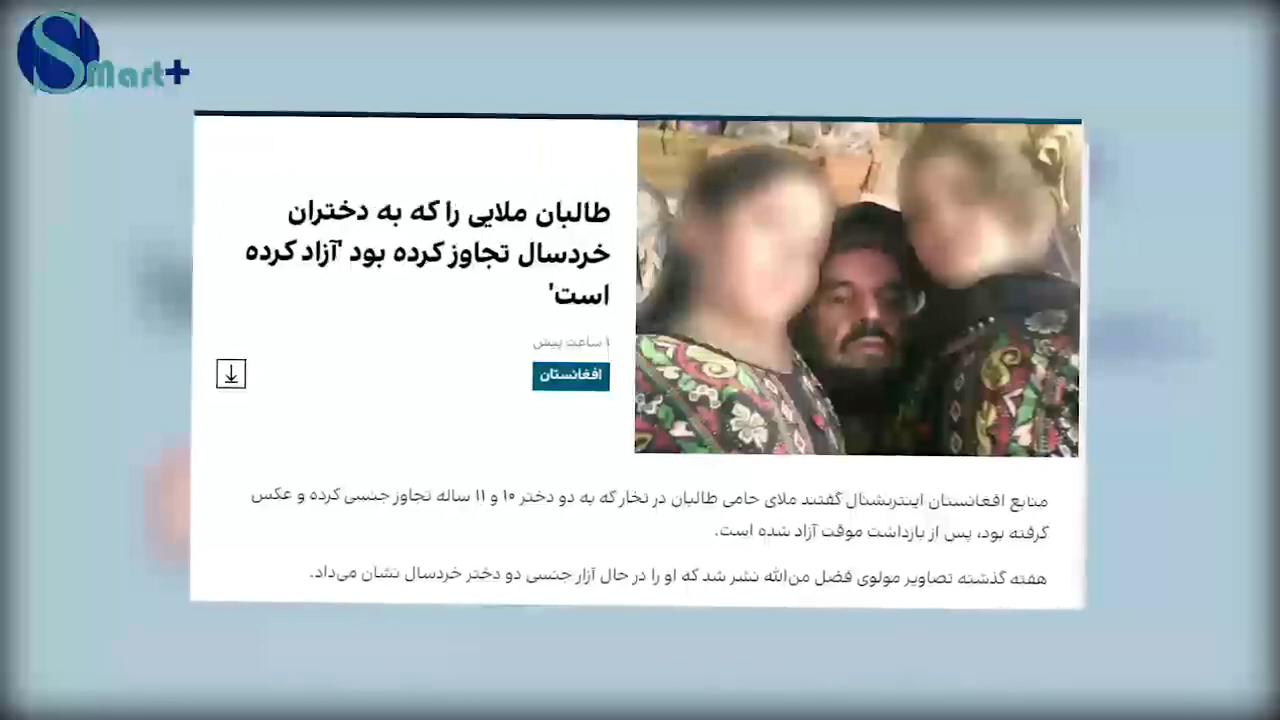 SMart+
طالبان ملایی را که به دختران
خردسال تجاوز کرده بود 'آزاد کرده
است'
۱ ساعت پیش
افغانستان
منابع افغانستان اینترنشنال گفتند ملای حامی طالبان در تخار که به دو دختر ۱۰ و ۱۱ ساله تجاوز جنسی کرده و عکس
گرفته بود، پس از بازداشت موقت آزاد شده است.
هفته گذشته تصاویر مولوی فضل من‌الله نشر شد که او را در حال آزار جنسی دو دختر خردسال نشان می‌داد.